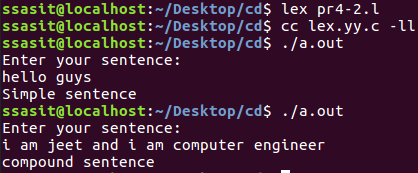 ssasit@localhost:~/Desktop/cd$ lex pr4-2.l
ssasit@localhost:~/Desktop/cd$ cc lex.yy.c -ll
ssasit@localhost:~/Desktop/cd$ ./a.out
Enter your sentence:
hello guys
Simple sentence
ssasit@localhost:~/Desktop/cd$ ./a.out
Enter your sentence:
i am jeet and i am computer engineer
compound sentence